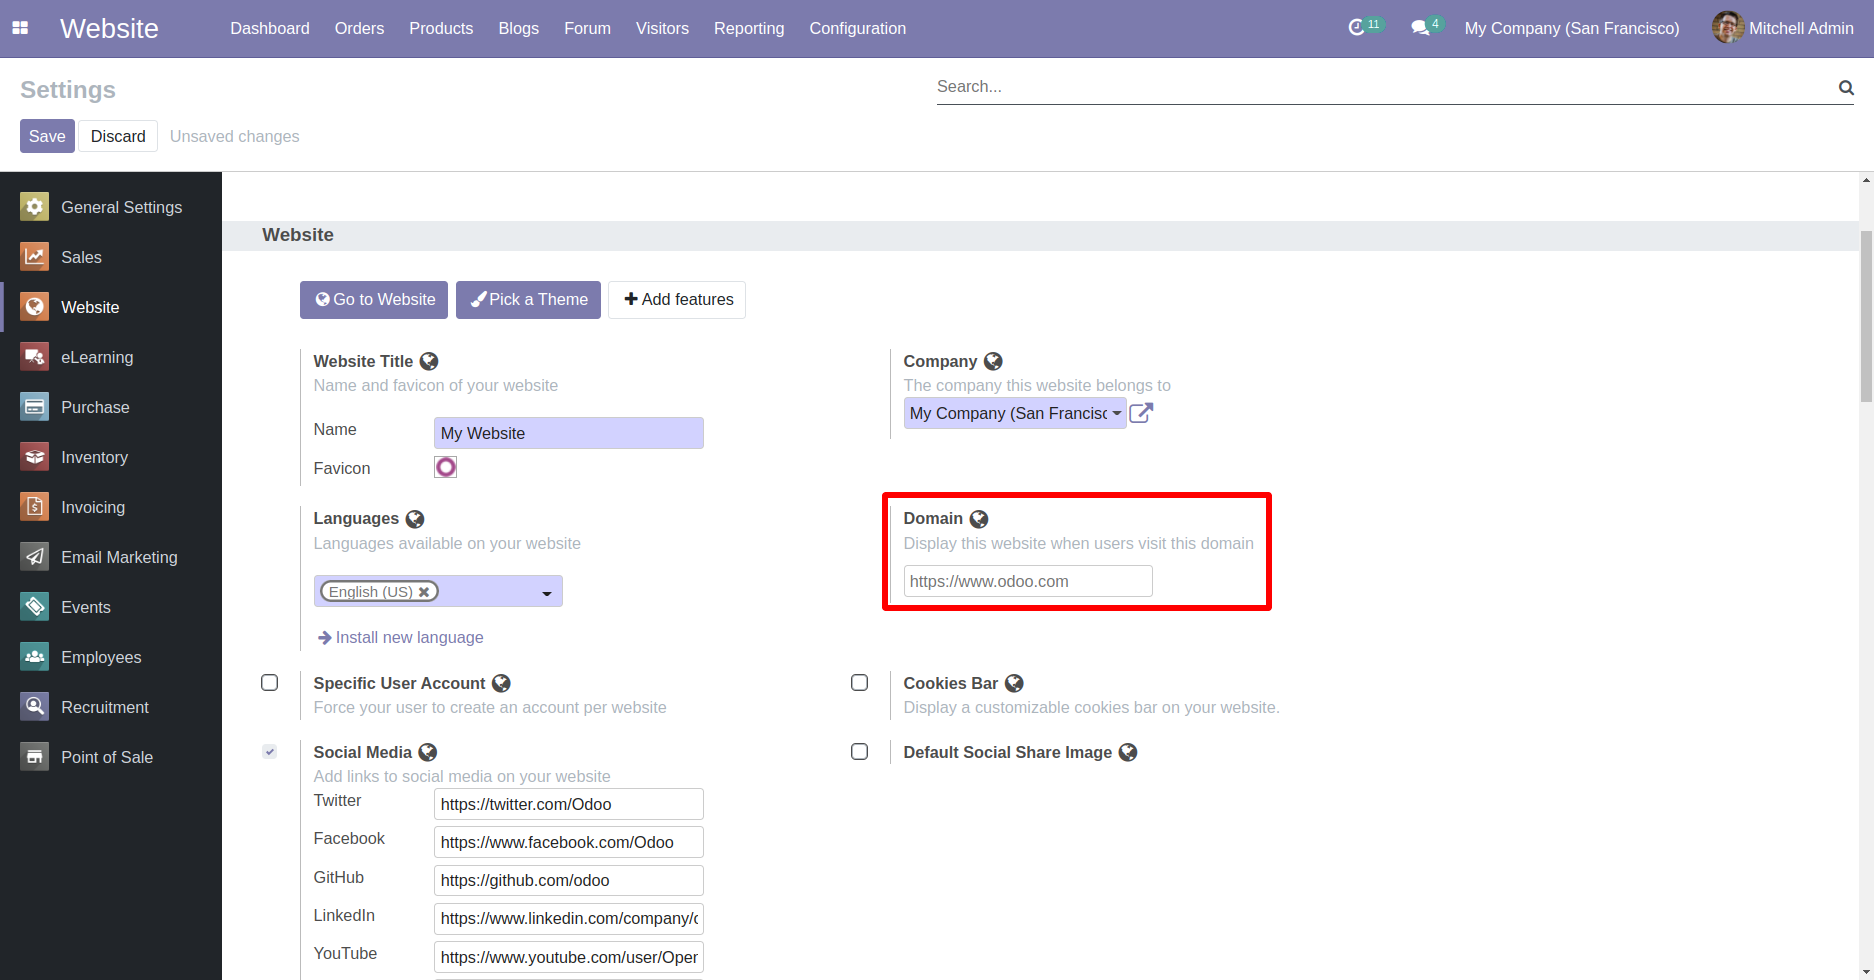 Website
Dashboard Orders Products Blogs Forum Visitors Reporting Configuration
11
4
My Company (San Francisco)
Mitchell Admin
Settings
Search...
Save Discard Unsaved changes
General Settings
Sales
Website
eLearning
Purchase
Inventory
Invoicing
Email Marketing
Events
Employees
Recruitment
Point of Sale
Website
Go to Website
Pick a Theme
Add features
Website Title
Name and favicon of your website
Name
My Website
Favicon
Company
The company this website belongs to
My Company (San Francisc
Languages
Languages available on your website
English (US)
Install new language
Domain
Display this website when users visit this domain
https://www.odoo.com
Specific User Account
Force your user to create an account per website
Cookies Bar
Display a customizable cookies bar on your website.
Social Media
Add links to social media on your website
Twitter
https://twitter.com/Odoo
Facebook
https://www.facebook.com/Odoo
GitHub
https://github.com/odoo
LinkedIn
https://www.linkedin.com/company/o
YouTube
https://www.youtube.com/user/Oper
Default Social Share Image